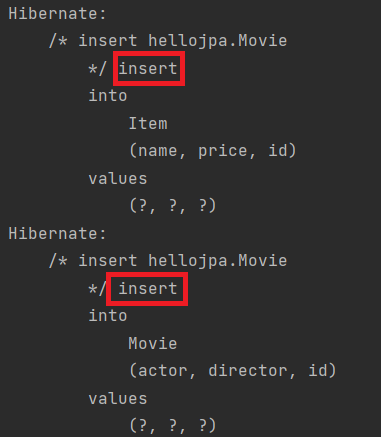 Hibernate:
/* insert hellojpa.Movie
*/ insert
into
Item
(name, price, id)
values
(?, ?, ?)
Hibernate:
/* insert hellojpa.Movie
*/ insert
into
Movie
(actor, director, id)
values
(?, ?, ?)